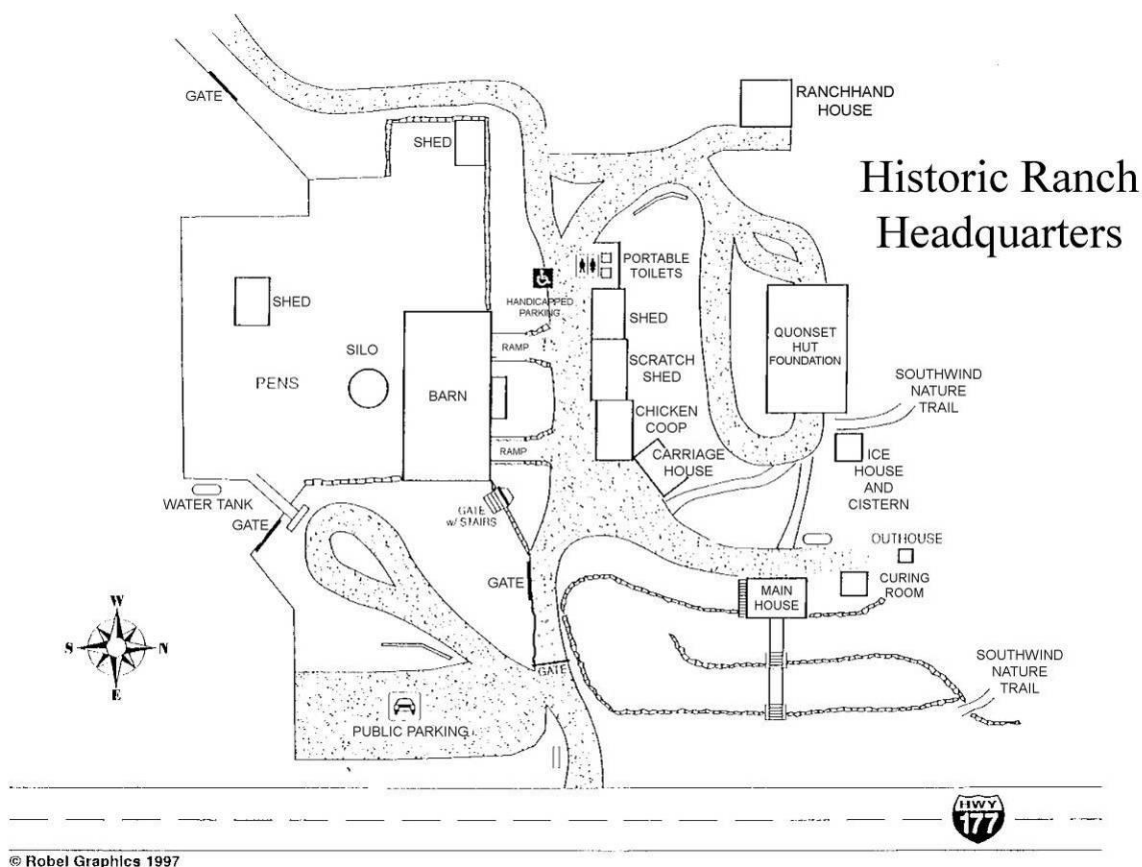 GATE
RANCHHAND
HOUSE
SHED
Historic Ranch
Headquarters
PORTABLE
TOILETS
HANDICAPPED
PARKING
SHED
SHED
RAMP
QUONSET
HUT
FOUNDATION
SILO
SCRATCH
SHED
PENS
BARN
SOUTHWIND
NATURE
TRAIL
CHICKEN
COOP
RAMP
CARRIAGE
HOUSE
ICE
HOUSE
AND
CISTERN
WATER TANK
GATE
GATE
w/ STAIRS
OUTHOUSE
GATE
MAIN
HOUSE
CURING
ROOM
W
S
N
E
GATE
SOUTHWIND
NATURE
TRAIL
PUBLIC PARKING
HWY
177
© Robel Graphics 1997